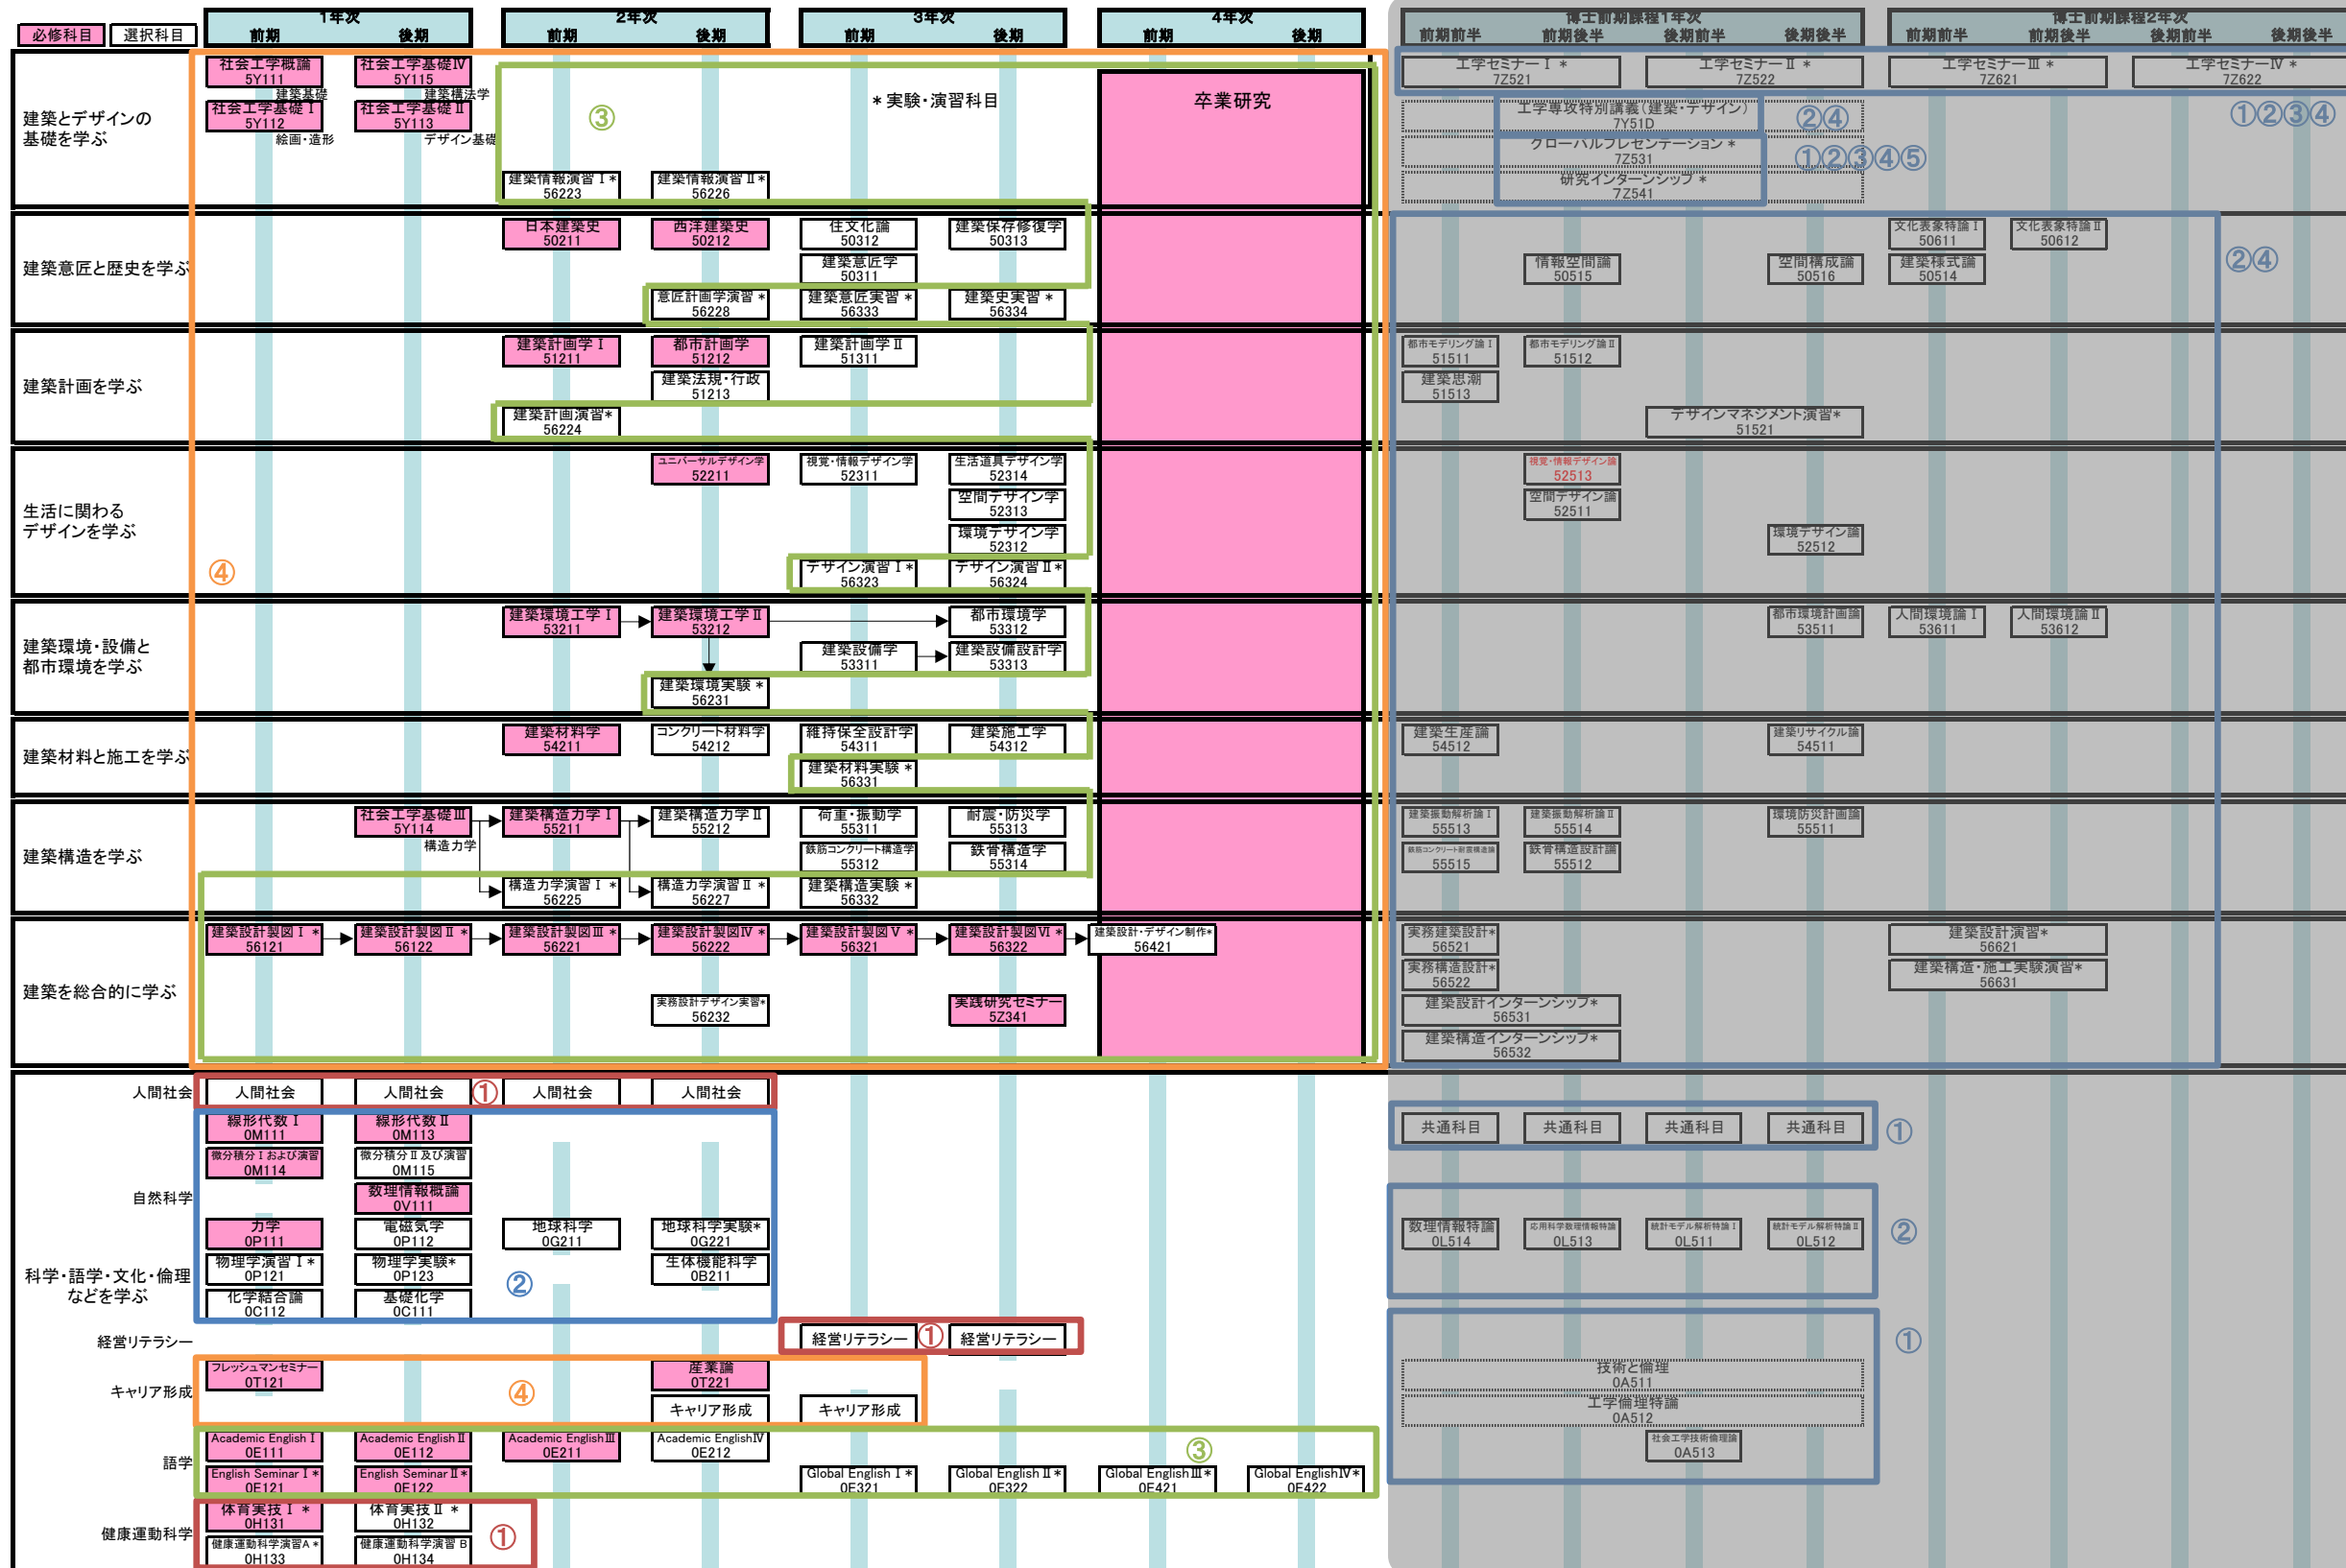 1年次 2年次 3年次 4年次 博士前期課程1年次 博士前期課程2年次
必修科目 選択科目 前期 後期 前期 後期 前期 後期 前期 後期 前期前半 前期後半 後期前半 後期後半 前期前半 前期後半 後期前半 後期後半
建築とデザインの
基礎を学ぶ
社会工学概論
5Y111
建築基礎
社会工学基礎Ⅳ
5Y115
建築構法学
社会工学基礎Ⅰ
5Y112
絵画・造形
社会工学基礎Ⅱ
5Y113
デザイン基礎
③
*実験・演習科目
卒業研究
建築情報演習Ⅰ*
56223
建築情報演習Ⅱ*
56226
工学セミナーⅠ *
7Z521
工学セミナーⅡ *
7Z522
工学セミナーⅢ *
7Z621
工学セミナーⅣ *
7Z622
①②③④
工学専攻特別講義(建築・デザイン)
7Y51D
②④
グローバルプレゼンテーション *
7Z531
①②③④⑤
研究インターンシップ *
7Z541
建築意匠と歴史を学ぶ
日本建築史
50211
西洋建築史
50212
住文化論
50312
建築保存修復学
50313
建築意匠学
50311
意匠計画学演習 *
56228
建築意匠実習 *
56333
建築史実習 *
56334
文化表象特論Ⅰ
50611
文化表象特論Ⅱ
50612
情報空間論
50515
空間構成論
50516
建築様式論
50514
②④
建築計画を学ぶ
建築計画学Ⅰ
51211
都市計画学
51212
建築計画学Ⅱ
51311
建築法規・行政
51213
建築計画演習*
56224
都市モデリング論Ⅰ
51511
都市モデリング論Ⅱ
51512
建築思潮
51513
デザインマネジメント演習*
51521
生活に関わる
デザインを学ぶ
④
ユニバーサルデザイン学
52211
視覚・情報デザイン学
52311
生活道具デザイン学
52314
空間デザイン学
52313
環境デザイン学
52312
デザイン演習Ⅰ*
56323
デザイン演習Ⅱ*
56324
視覚・情報デザイン論
52513
空間デザイン論
52511
環境デザイン論
52512
建築環境・設備と
都市環境を学ぶ
建築環境工学Ⅰ
53211
建築環境工学Ⅱ
53212
都市環境学
53312
建築設備学
53311
建築設備設計学
53313
建築環境実験 *
56231
都市環境計画論
53511
人間環境論Ⅰ
53611
人間環境論Ⅱ
53612
建築材料と施工を学ぶ
建築材料学
54211
コンクリート材料学
54212
維持保全設計学
54311
建築施工学
54312
建築材料実験 *
56331
建築生産論
54512
建築リサイクル論
54511
建築構造を学ぶ
社会工学基礎Ⅲ
5Y114
構造力学
建築構造力学Ⅰ
55211
建築構造力学Ⅱ
55212
荷重・振動学
55311
耐震・防災学
55313
鉄筋コンクリート構造学
55312
鉄骨構造学
55314
構造力学演習Ⅰ *
56225
構造力学演習Ⅱ *
56227
建築構造実験 *
56332
建築振動解析論Ⅰ
55513
建築振動解析論Ⅱ
55514
環境防災計画論
55511
鉄筋コンクリート耐震構造論
55515
鉄骨構造設計論
55512
建築を総合的に学ぶ
建築設計製図Ⅰ *
56121
建築設計製図Ⅱ *
56122
建築設計製図Ⅲ *
56221
建築設計製図Ⅳ *
56222
建築設計製図Ⅴ *
56321
建築設計製図Ⅵ *
56322
建築設計・デザイン制作*
56421
実務設計デザイン実習*
56232
実践研究セミナー
5Z341
実務建築設計*
56521
建築設計演習*
56621
実務構造設計*
56522
建築構造・施工実験演習*
56631
建築設計インターンシップ*
56531
建築構造インターンシップ*
56532
科学・語学・文化・倫理
などを学ぶ
人間社会
人間社会 人間社会 ① 人間社会 人間社会
自然科学
線形代数Ⅰ
0M111
線形代数Ⅱ
0M113
微分積分Ⅰおよび演習
0M114
微分積分Ⅱ及び演習
0M115
数理情報概論
0V111
力学
0P111
電磁気学
0P112
地球科学
0G211
地球科学実験*
0G221
物理学演習Ⅰ*
0P121
物理学実験*
0P123
②
生体機能科学
0B211
化学結合論
0C112
基礎化学
0C111
共通科目 共通科目 共通科目 共通科目 ①
数理情報特論
0L514
応用科学数理情報特論
0L513
統計モデル解析特論Ⅰ
0L511
統計モデル解析特論Ⅱ
0L512
②
経営リテラシー
経営リテラシー ① 経営リテラシー
①
キャリア形成
フレッシュマンセミナー
0T121
産業論
0T221
④
キャリア形成 キャリア形成
技術と倫理
0A511
工学倫理特論
0A512
社会工学技術倫理論
0A513
語学
Academic English Ⅰ
0E111
Academic English Ⅱ
0E112
Academic EnglishⅢ
0E211
Academic EnglishⅣ
0E212
③
English Seminar Ⅰ *
0E121
English Seminar Ⅱ*
0E122
Global English Ⅰ *
0E321
Global English Ⅱ *
0E322
Global EnglishⅢ *
0E421
Global EnglishⅣ*
0E422
健康運動科学
体育実技Ⅰ *
0H131
体育実技Ⅱ *
0H132
①
健康運動科学演習A *
0H133
健康運動科学演習 B
0H134